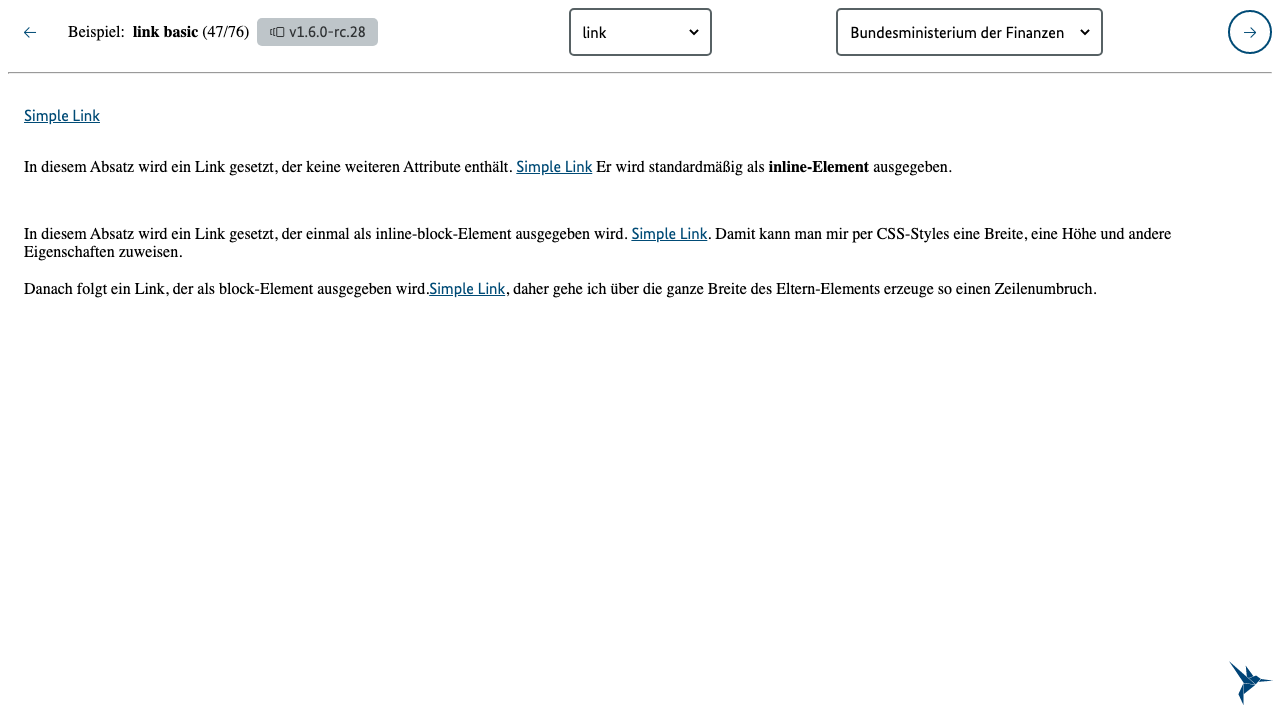 Beispiel: link basic (47/76) v1.6.0-rc.28 link Bundesministerium der Finanzen
Simple Link
In diesem Absatz wird ein Link gesetzt, der keine weiteren Attribute enthält. Simple Link Er wird standardmäßig als inline-Element ausgegeben.
In diesem Absatz wird ein Link gesetzt, der einmal als inline-block-Element ausgegeben wird. Simple Link. Damit kann man mir per CSS-Styles eine Breite, eine Höhe und andere
Eigenschaften zuweisen.
Danach folgt ein Link, der als block-Element ausgegeben wird.Simple Link, daher gehe ich über die ganze Breite des Eltern-Elements erzeuge so einen Zeilenumbruch.